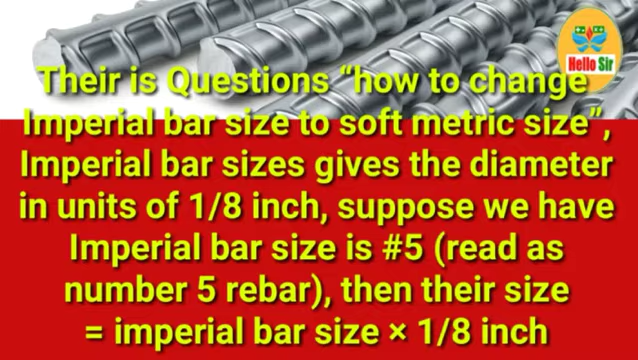 Hello Sir
Their is Questions “how to change
Imperial bar size to soft metric size”,
Imperial bar sizes gives the diameter
in units of 1/8 inch, suppose we have
Imperial bar size is #5 (read as
number 5 rebar), then their size
= imperial bar size × 1/8 inch